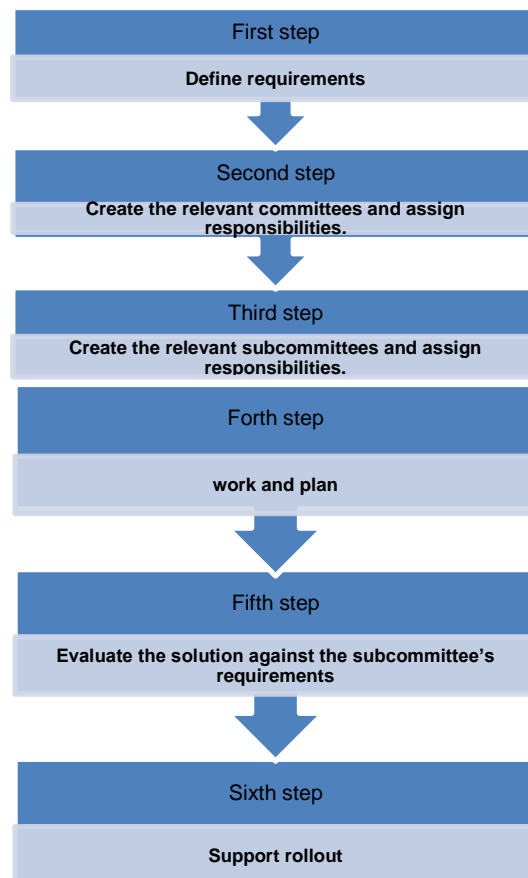 First step
Define requirements
Second step
Create the relevant committees and assign
responsibilities.
Third step
Create the relevant subcommittees and assign
responsibilities.
Forth step
work and plan
Fifth step
Evaluate the solution against the subcommittee’s
requirements
Sixth step
Support rollout